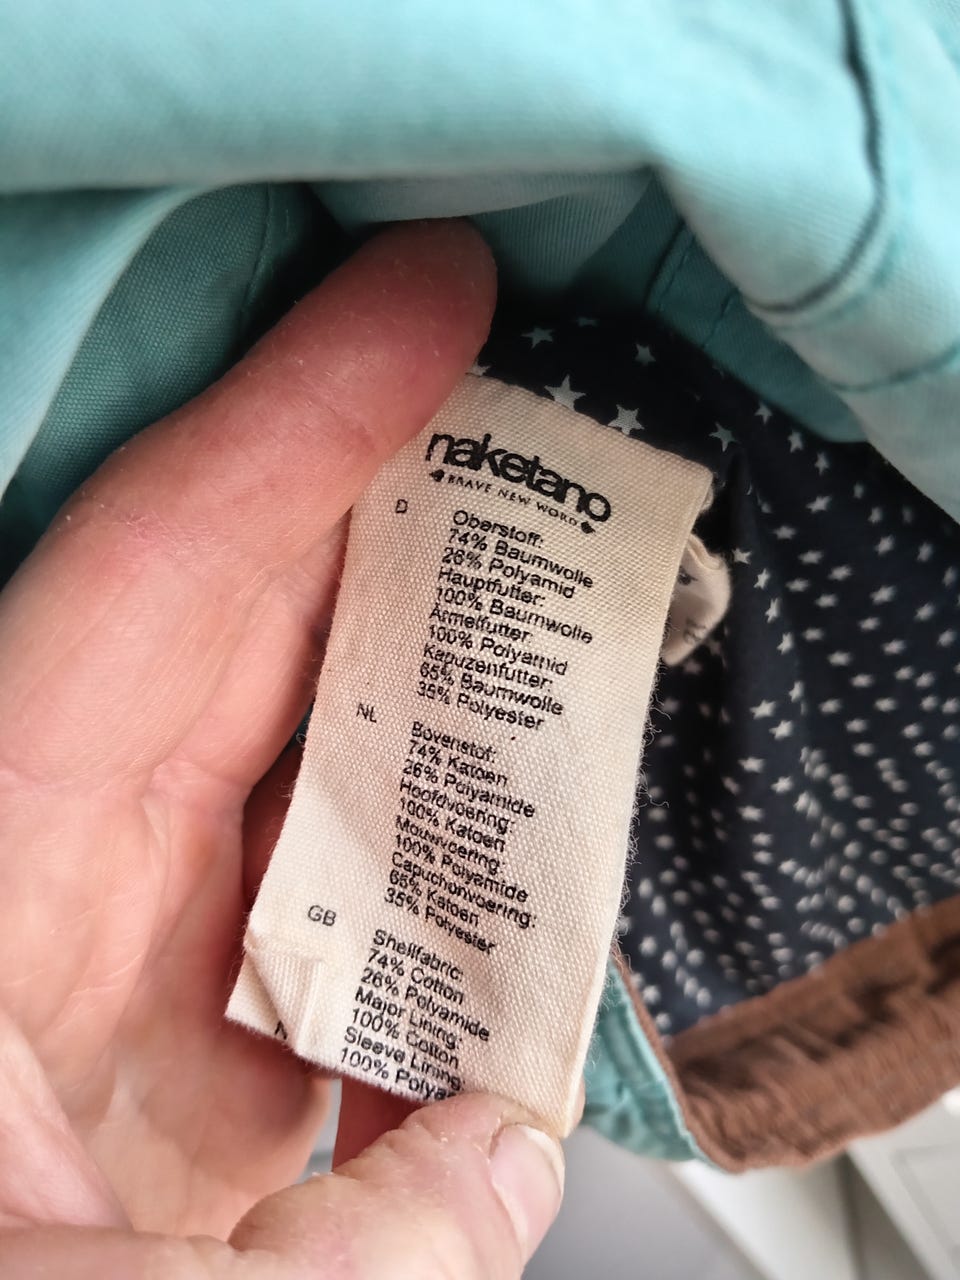 naketano
BRAVE NEW WORD
D
Oberstoff:
74% Baumwolle
26% Polyamid
Hauptfutter:
100% Baumwolle
Ärmelfutter:
100% Polyamid
Kapuzenfutter:
65% Baumwolle
35% Polyester
NL
Bovenstof:
74% Katoen
26% Polyamide
Hoofdvoering:
100% Katoen
Mouwvoering:
100% Polyamide
Capuchonvoering:
65% Katoen
35% Polyester
GB
Shellfabric:
74% Cotton
26% Polyamide
Major Lining:
100% Cotton
Sleeve Lining:
100% Polya